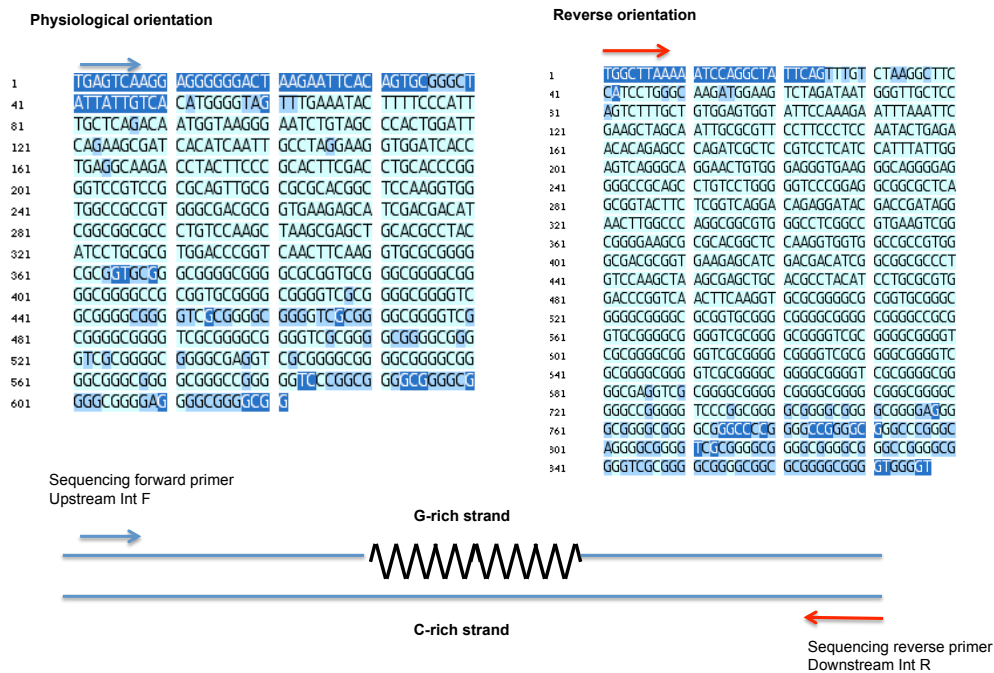 Physiological orientation
1 TGAGTCAAGG AGGGGGGACT AAGAATTCAC AGTGCGGGCT
41 ATTATTGTCA CATGGGGTAG TTTGAAATAC TTTTCCCATT
81 TGCTCAGACA ATGGTAAGGG AATCTGTAGC CCACTGGATT
121 CAGAAGCGAT CACATCAATT GCCTAGGAAG GTGGATCACC
161 TGAGGCAAGA CCTACTTCCC GCACTTCGAC CTGCACCCGG
201 GGTCCGTCCG CGCAGTTGCG CGCGCACGGC TCCAAGGTGG
241 TGGCCGCCGT GGGCGACGCG GTGAAGAGCA TCGACGACAT
281 CGGCGGCGCC CTGTCCAAGC TAAGCGAGCT GCACGCCTAC
321 ATCCTGCGCG TGGACCCGGT CAACTTCAAG GTGCGCGGGG
361 CGCGGTGCGG GCGGGGCGGG GCGCGGTGCG GGCGGGGCGG
401 GGCGGGGCCG CGGTGCGGGG CGGGGTCGCG GGGCGGGGTC
441 GCGGGGCGGG GTCGCGGGGC GGGGTCGCGG GGCGGGGTCG
481 CGGGGCGGGG TCGCGGGGCG GGGTCGCGGG GCGGGGCGGG
521 GTCGCGGGGC GGGGCGAGGT CGCGGGGCGG GGCGGGGCGG
561 GGCGGGCGGG GCGGGCCGGG GGTCCCGGCG GGGCGGGGCG
601 GGGCGGGGAG GGGCGGGGCG G
Reverse orientation
1 TGGCTTAAAA ATCCAGGCTA TTCAGTTTGT CTAAGGCTTC
41 CATCCTGGGC AAGATGGAAG TCTAGATAAT GGGTTGCTCC
81 AGTCTTTGCT GTGGAGTGGT ATTCCAAAGA AATTTAATTC
121 GAAGCTAGCA ATTGCGCGTT CCTTCCCTCC AATACTGAGA
161 ACACAGAGCC CAGATCGCTC CGTCCTCATC CCATTTATTG
201 AGTCAGGGCA GGAACTGTGG GAGGGTGAAG GGCAGGGGAG
241 GGGCCGCAGC CTGTCCTGGG GGTCCCGGAG GCGGCGCTCA
281 GCGGTACTTC TCGGTCAGGA CAGAGGATAC GACCGATAGG
320 AACTTGGCCC AGGCGGCGTG GGCCTCGGCC GTGAAGTCGG
361 CGGGGAAGCG CGCACGGCTC CAAGGTGGTG GCCGCCGTGG
401 GCGACGCGGT GAAGAGCATC GACGACATCG GCGGCGCCCT
441 GTCCAAGCTA AGCGAGCTGC ACGCCTACAT CCTGCGCGTG
481 GACCCGGTCA ACTTCAAGGT GCGCGGGGCG CGGTGCGGGC
521 GGGGCGGGGC GCGGTGCGGG CGGGGCGGGG CGGGGCCGCG
561 GTGCGGGGCG GGGTCGCGGG GCGGGGTCGC GGGGCGGGGT
601 CGCGGGGCGG GGTCGCGGGG CGGGGTCGCG GGGCGGGGTC
541 GCGGGGCGGG GTCGCGGGGC GGGGCGGGGT CGCGGGGCGG
581 GGCGAGGTCG CGGGGCGGGG CGGGGCGGGG CGGGCGGGGC
721 GGGCCGGGGG TCCCGGCGGG GCGGGGCGGG GCGGGGAGGG
761 GCGGGGCGGG GCGGGCCCCG GGGCCGGGGC GGGGCCCGGGC
301 AGGGGCGGGG TCGCGGGGCG GGGCGGGGCG GGCCGGGGCG
341 GGGTCGCGGG GCGGGGCGGC GCGGGGCGGG GTGGGGT
Sequencing forward primer
Upstream Int F
G-rich strand
C-rich strand
Sequencing reverse primer
Downstream Int R